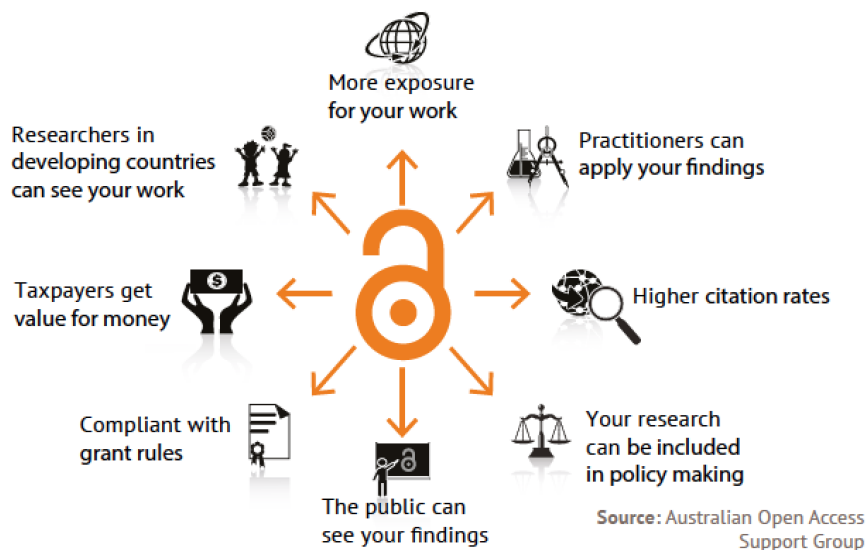 More exposure
for your work
Practitioners can
apply your findings
Higher citation rates
Your research
can be included
in policy making
The public can
see your findings
Compliant with
grant rules
Taxpayers get
value for money
$
Researchers in
developing countries
can see your work
Source: Australian Open Access
Support Group